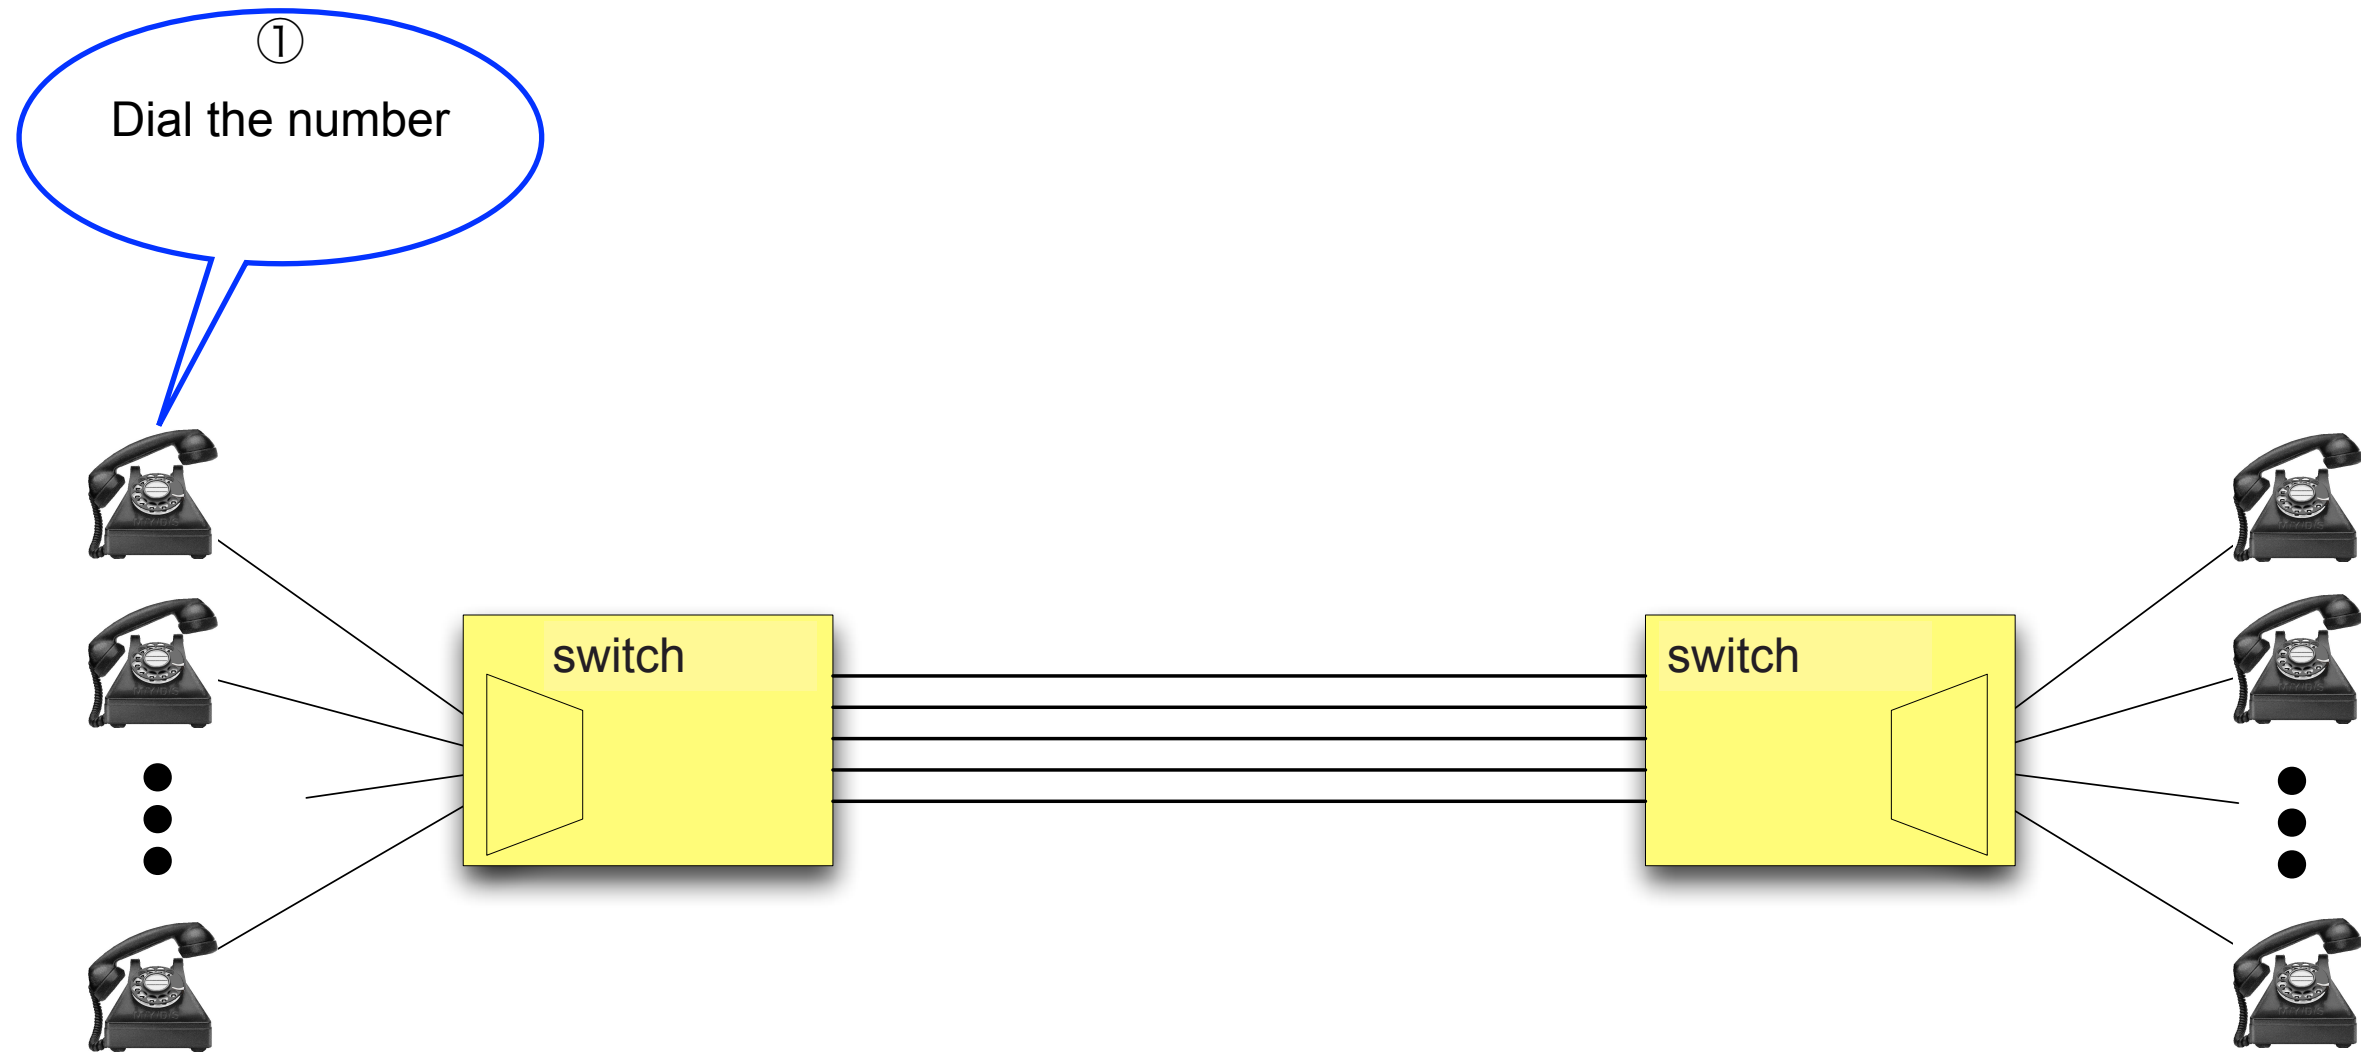 ①
Dial the number
switch
switch